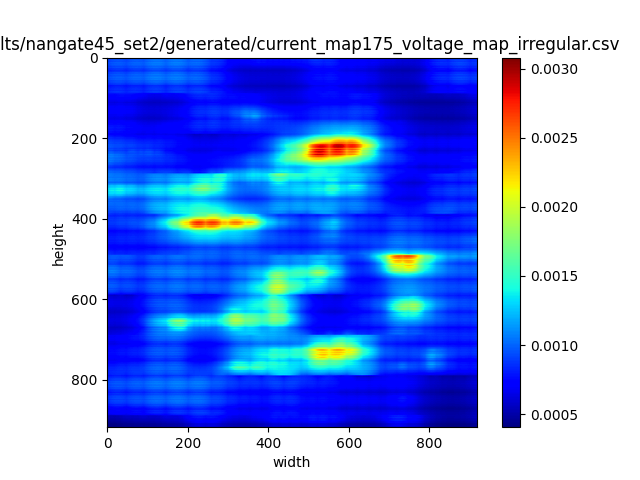 lts/nangate45_set2/generated/current_map175_voltage_map_irregular.csv
0
200
400
600
800
height
0 200 400 600 800
width
0.0030
0.0025
0.0020
0.0015
0.0010
0.0005